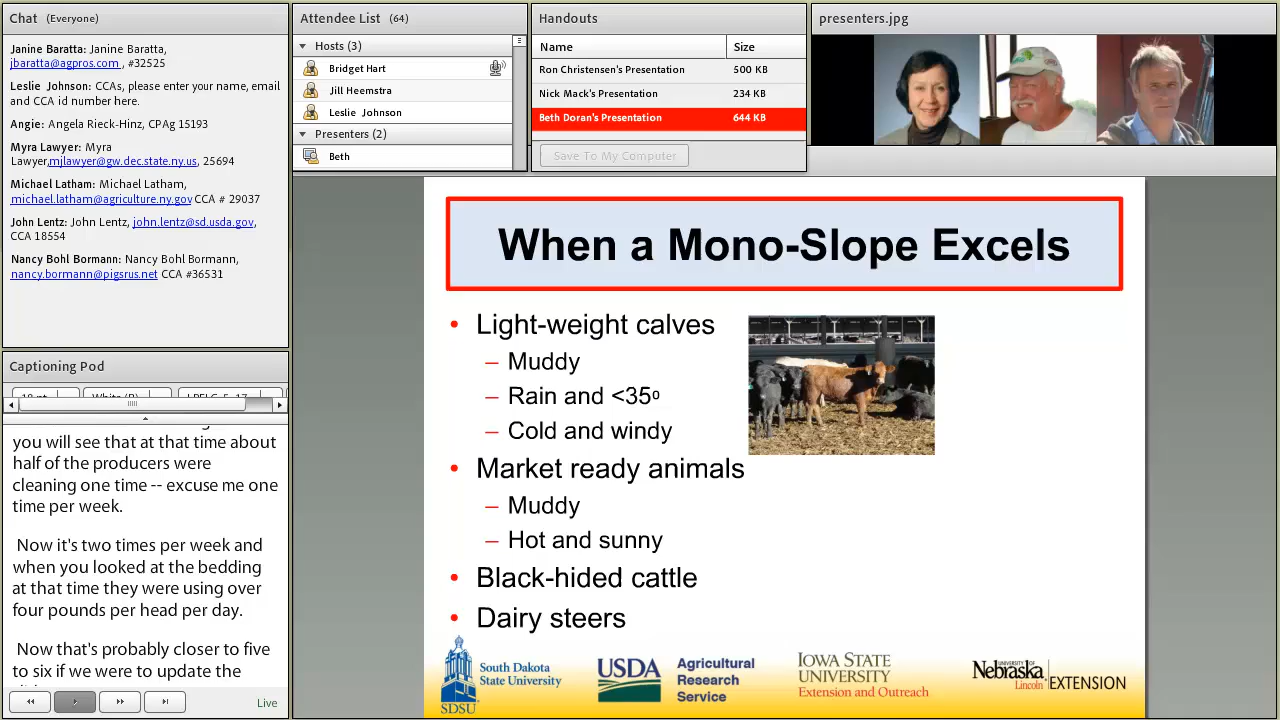 Chat (Everyone)
Janine Baratta: Janine Baratta,
jbaratta@agpros.com , #32525
Leslie Johnson: CCAs, please enter your name, email
and CCA id number here.
Angie: Angela Rieck-Hinz, CPAg 15193
Myra Lawyer: Myra
Lawyer,mjlawyer@gw.dec.state.ny.us, 25694
Michael Latham: Michael Latham,
michael.latham@agriculture.ny.gov CCA # 29037
John Lentz: John Lentz, john.lentz@sd.usda.gov,
CCA 18554
Nancy Bohl Bormann: Nancy Bohl Bormann,
nancy.bormann@pigsrus.net CCA #36531
Captioning Pod
you will see that at that time about
half of the producers were
cleaning one time -- excuse me one
time per week.
Now it's two times per week and
when you looked at the bedding
at that time they were using over
four pounds per head per day.
Now that's probably closer to five
to six if we were to update the
Live
Attendee List (64)
Hosts (3)
Bridget Hart
Jill Heemstra
Leslie Johnson
Presenters (2)
Beth
Handouts
Name Size
Ron Christensen's Presentation 500 KB
Nick Mack's Presentation 234 KB
Beth Doran's Presentation 644 KB
Save To My Computer
presenters.jpg
When a Mono-Slope Excels
• Light-weight calves
– Muddy
– Rain and <35º
– Cold and windy
• Market ready animals
– Muddy
– Hot and sunny
• Black-hided cattle
• Dairy steers
SDSU
South Dakota
State University
USDA
Agricultural
Research
Service
IOWA STATE
UNIVERSITY
Extension and Outreach
UNIVERSITY OF
Nebraska
Lincoln
EXTENSION